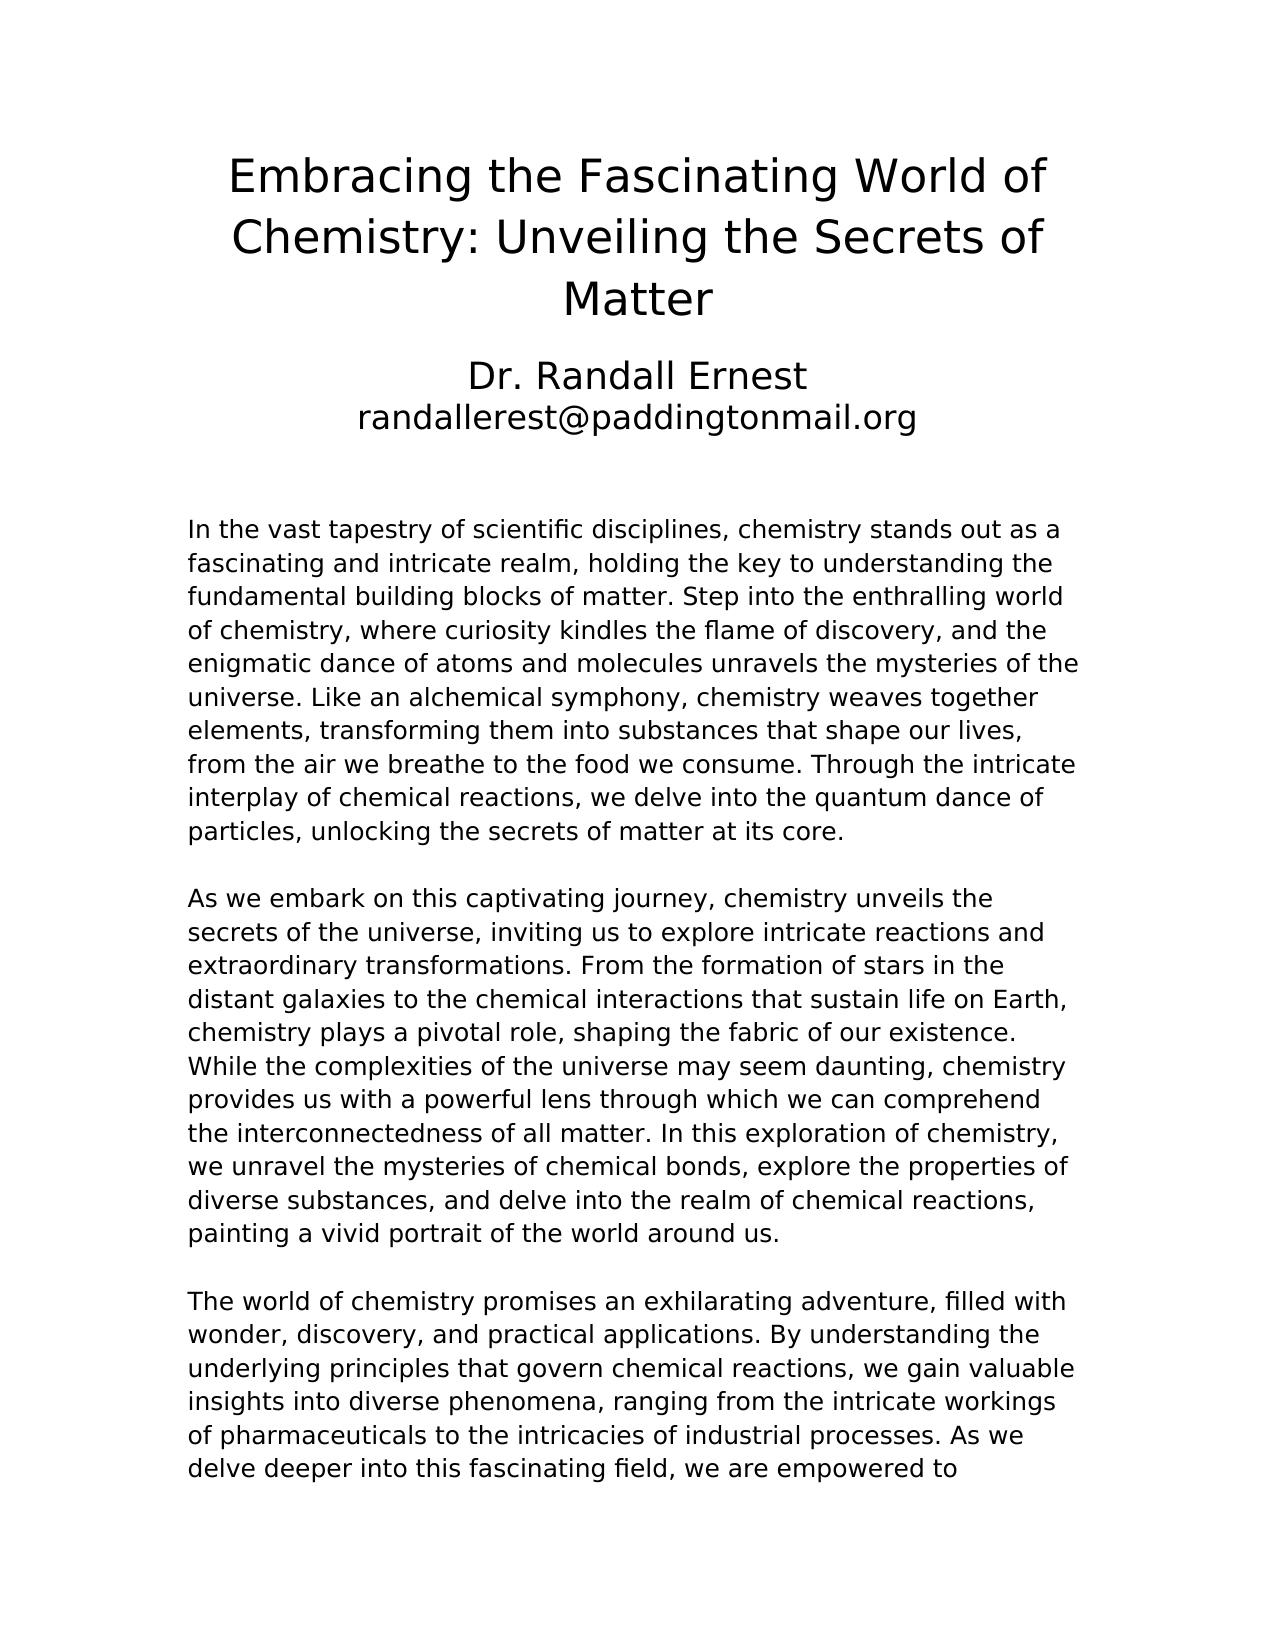 Embracing the Fascinating World of
Chemistry: Unveiling the Secrets of
Matter
Dr. Randall Ernest
randallerest@paddingtonmail.org
In the vast tapestry of scientific disciplines, chemistry stands out as a
fascinating and intricate realm, holding the key to understanding the
fundamental building blocks of matter. Step into the enthralling world
of chemistry, where curiosity kindles the flame of discovery, and the
enigmatic dance of atoms and molecules unravels the mysteries of the
universe. Like an alchemical symphony, chemistry weaves together
elements, transforming them into substances that shape our lives,
from the air we breathe to the food we consume. Through the intricate
interplay of chemical reactions, we delve into the quantum dance of
particles, unlocking the secrets of matter at its core.
As we embark on this captivating journey, chemistry unveils the
secrets of the universe, inviting us to explore intricate reactions and
extraordinary transformations. From the formation of stars in the
distant galaxies to the chemical interactions that sustain life on Earth,
chemistry plays a pivotal role, shaping the fabric of our existence.
While the complexities of the universe may seem daunting, chemistry
provides us with a powerful lens through which we can comprehend
the interconnectedness of all matter. In this exploration of chemistry,
we unravel the mysteries of chemical bonds, explore the properties of
diverse substances, and delve into the realm of chemical reactions,
painting a vivid portrait of the world around us.
The world of chemistry promises an exhilarating adventure, filled with
wonder, discovery, and practical applications. By understanding the
underlying principles that govern chemical reactions, we gain valuable
insights into diverse phenomena, ranging from the intricate workings
of pharmaceuticals to the intricacies of industrial processes. As we
delve deeper into this fascinating field, we are empowered to